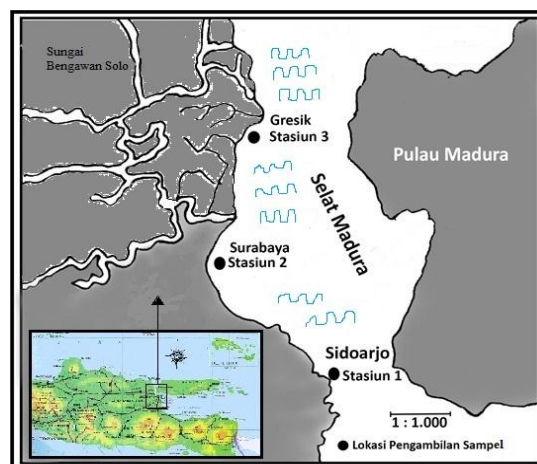 Sungai
Bengawan Solo
Gresik
Stasiun 3
Pulau Madura
Selat Madura
Surabaya
Stasiun 2
Sidoarjo
Stasiun 1
1 : 1.000
Lokasi Pengambilan Sampel